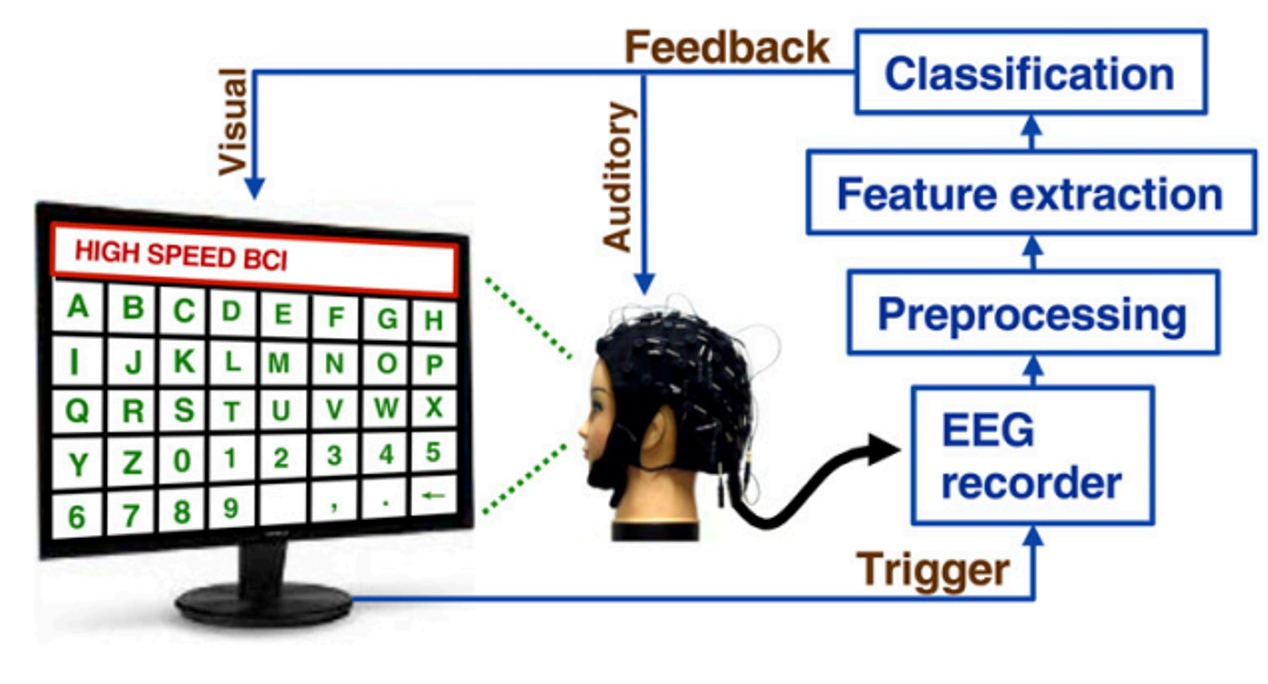 Feedback
Classification
Visual
Auditory
Feature extraction
Preprocessing
EEG
recorder
Trigger
HIGH SPEED BCI
A B C D E F G H
I J K L M N O P
Q R S T U V W X
Y Z 0 1 2 3 4 5
6 7 8 9 , . ←